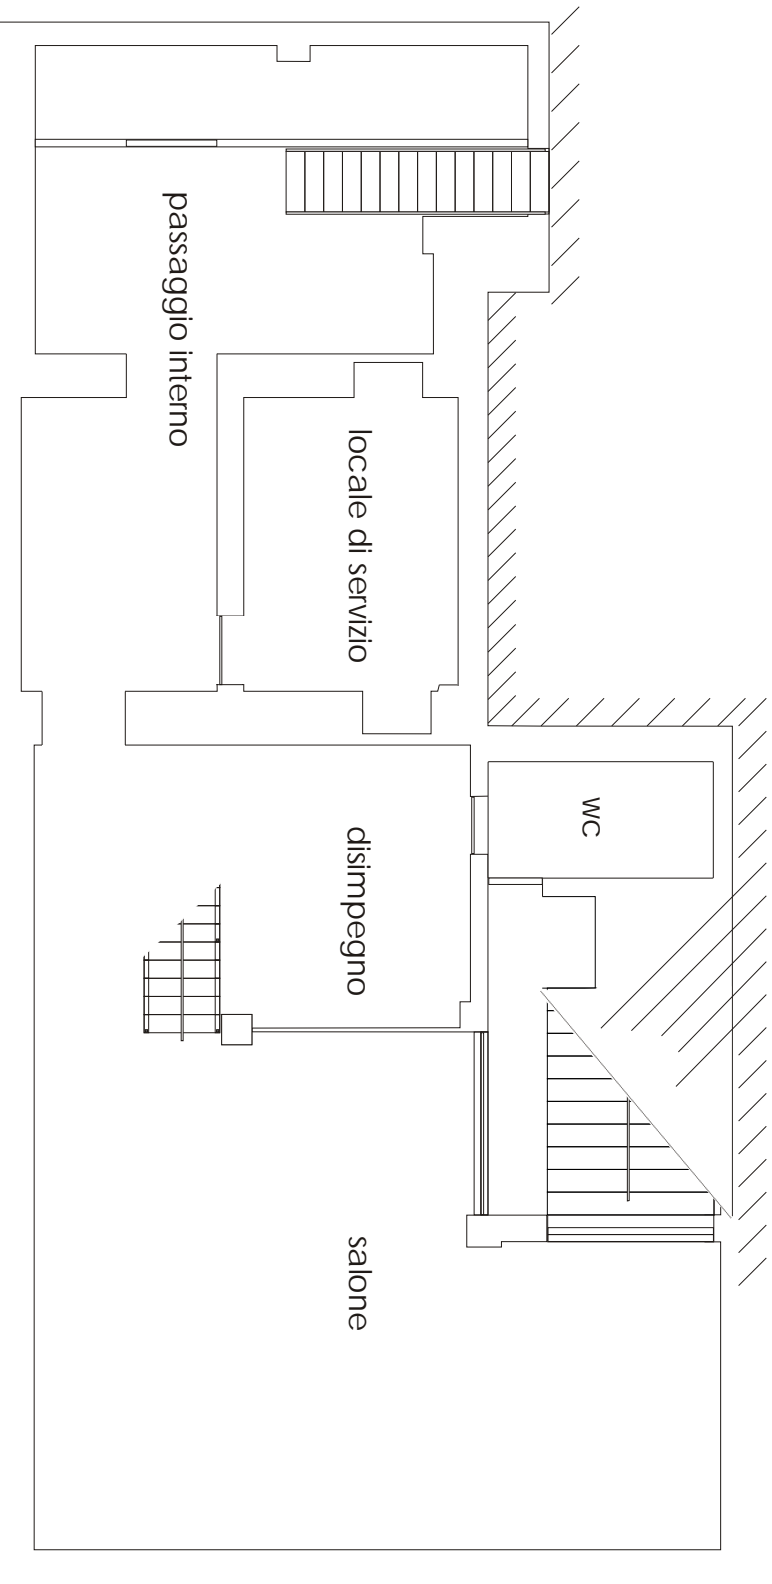 passaggio interno
locale di servizio
WC
disimpegno
salone